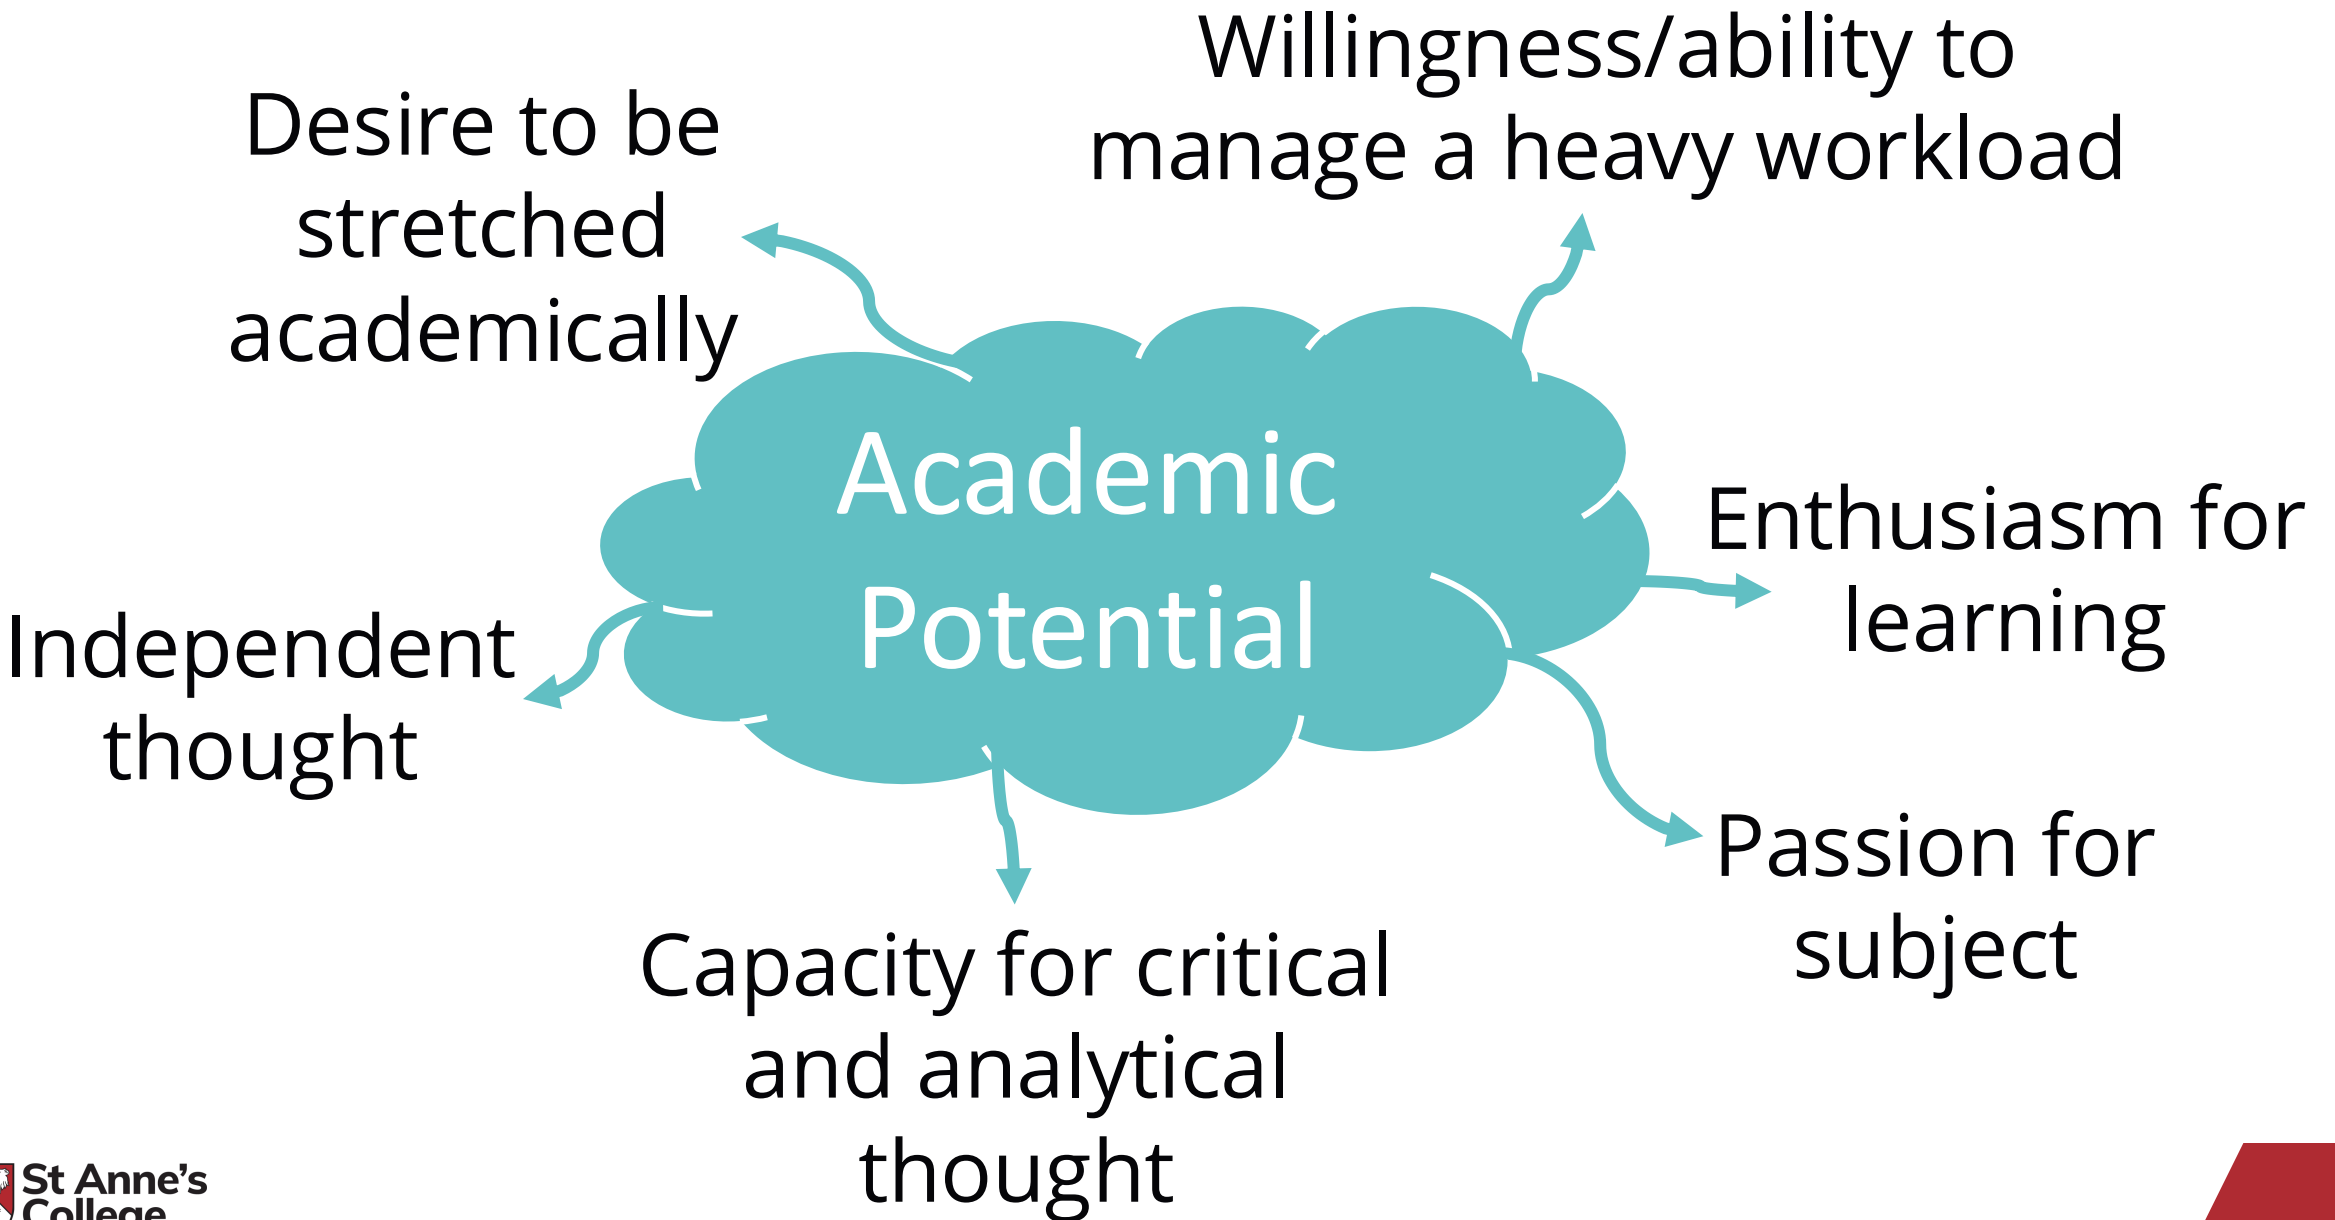 Willingness/ability to
manage a heavy workload
Desire to be
stretched
academically
Academic
Potential
Enthusiasm for
learning
Independent
thought
Passion for
subject
Capacity for critical
and analytical
thought
St Anne's
College